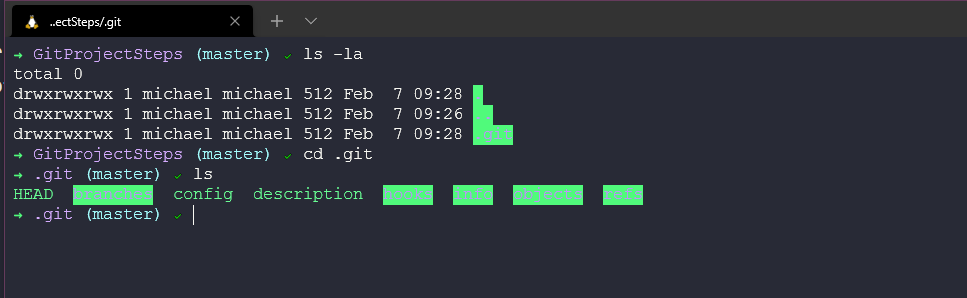 ..ectSteps/.git
→ GitProjectSteps (master) ✓ ls -la
total 0
drwxrwxrwx 1 michael michael 512 Feb  7 09:28 .
drwxrwxrwx 1 michael michael 512 Feb  7 09:26 ..
drwxrwxrwx 1 michael michael 512 Feb  7 09:28 .git
→ GitProjectSteps (master) ✓ cd .git
→ .git (master) ✓ ls
HEAD  branches  config  description  hooks  info  objects  refs
→ .git (master) ✓